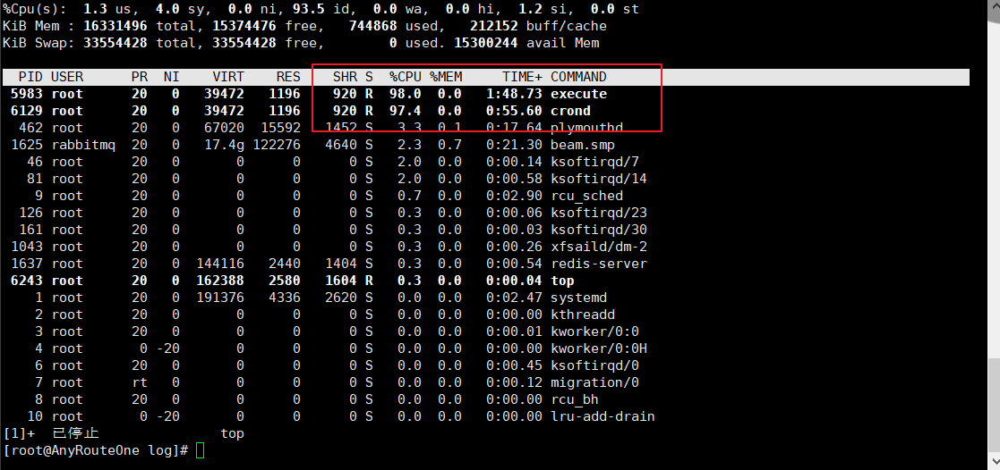 %Cpu(s):  1.3 us,  4.0 sy,  0.0 ni, 93.5 id,  0.0 wa,  0.0 hi,  1.2 si,  0.0 st
KiB Mem : 16331496 total, 15374476 free,   744868 used,   212152 buff/cache
KiB Swap: 33554428 total, 33554428 free,        0 used. 15300244 avail Mem
PID USER      PR  NI    VIRT    RES    SHR S  %CPU %MEM     TIME+ COMMAND
5983 root      20   0   39472   1196    920 R  98.0  0.0   1:48.73 execute
6129 root      20   0   39472   1196    920 R  97.4  0.0   0:55.60 crond
462 root      20   0   67020  15592   1452 S   3.3  0.1   0:17.64 plymouthd
1625 rabbitmq  20   0   17.4g 122276   4640 S   2.3  0.7   0:21.30 beam.smp
46 root      20   0       0      0      0 S   2.0  0.0   0:00.14 ksoftirqd/7
81 root      20   0       0      0      0 S   2.0  0.0   0:00.58 ksoftirqd/14
9 root      20   0       0      0      0 S   0.7  0.0   0:02.90 rcu_sched
126 root      20   0       0      0      0 S   0.3  0.0   0:00.06 ksoftirqd/23
161 root      20   0       0      0      0 S   0.3  0.0   0:00.03 ksoftirqd/30
1043 root      20   0       0      0      0 S   0.3  0.0   0:00.26 xfsaild/dm-2
1637 root      20   0  144116   2440   1404 S   0.3  0.0   0:00.54 redis-server
6243 root      20   0  162388   2580   1604 R   0.3  0.0   0:00.04 top
1 root      20   0  191376   4336   2620 S   0.0  0.0   0:02.47 systemd
2 root      20   0       0      0      0 S   0.0  0.0   0:00.00 kthreadd
3 root      20   0       0      0      0 S   0.0  0.0   0:00.01 kworker/0:0
4 root       0 -20       0      0      0 S   0.0  0.0   0:00.00 kworker/0:0H
6 root      20   0       0      0      0 S   0.0  0.0   0:00.45 ksoftirqd/0
7 root      rt   0       0      0      0 S   0.0  0.0   0:00.12 migration/0
8 root      20   0       0      0      0 S   0.0  0.0   0:00.00 rcu_bh
10 root       0 -20       0      0      0 S   0.0  0.0   0:00.00 lru-add-drain
[1]+  已停止               top
[root@AnyRouteOne log]#